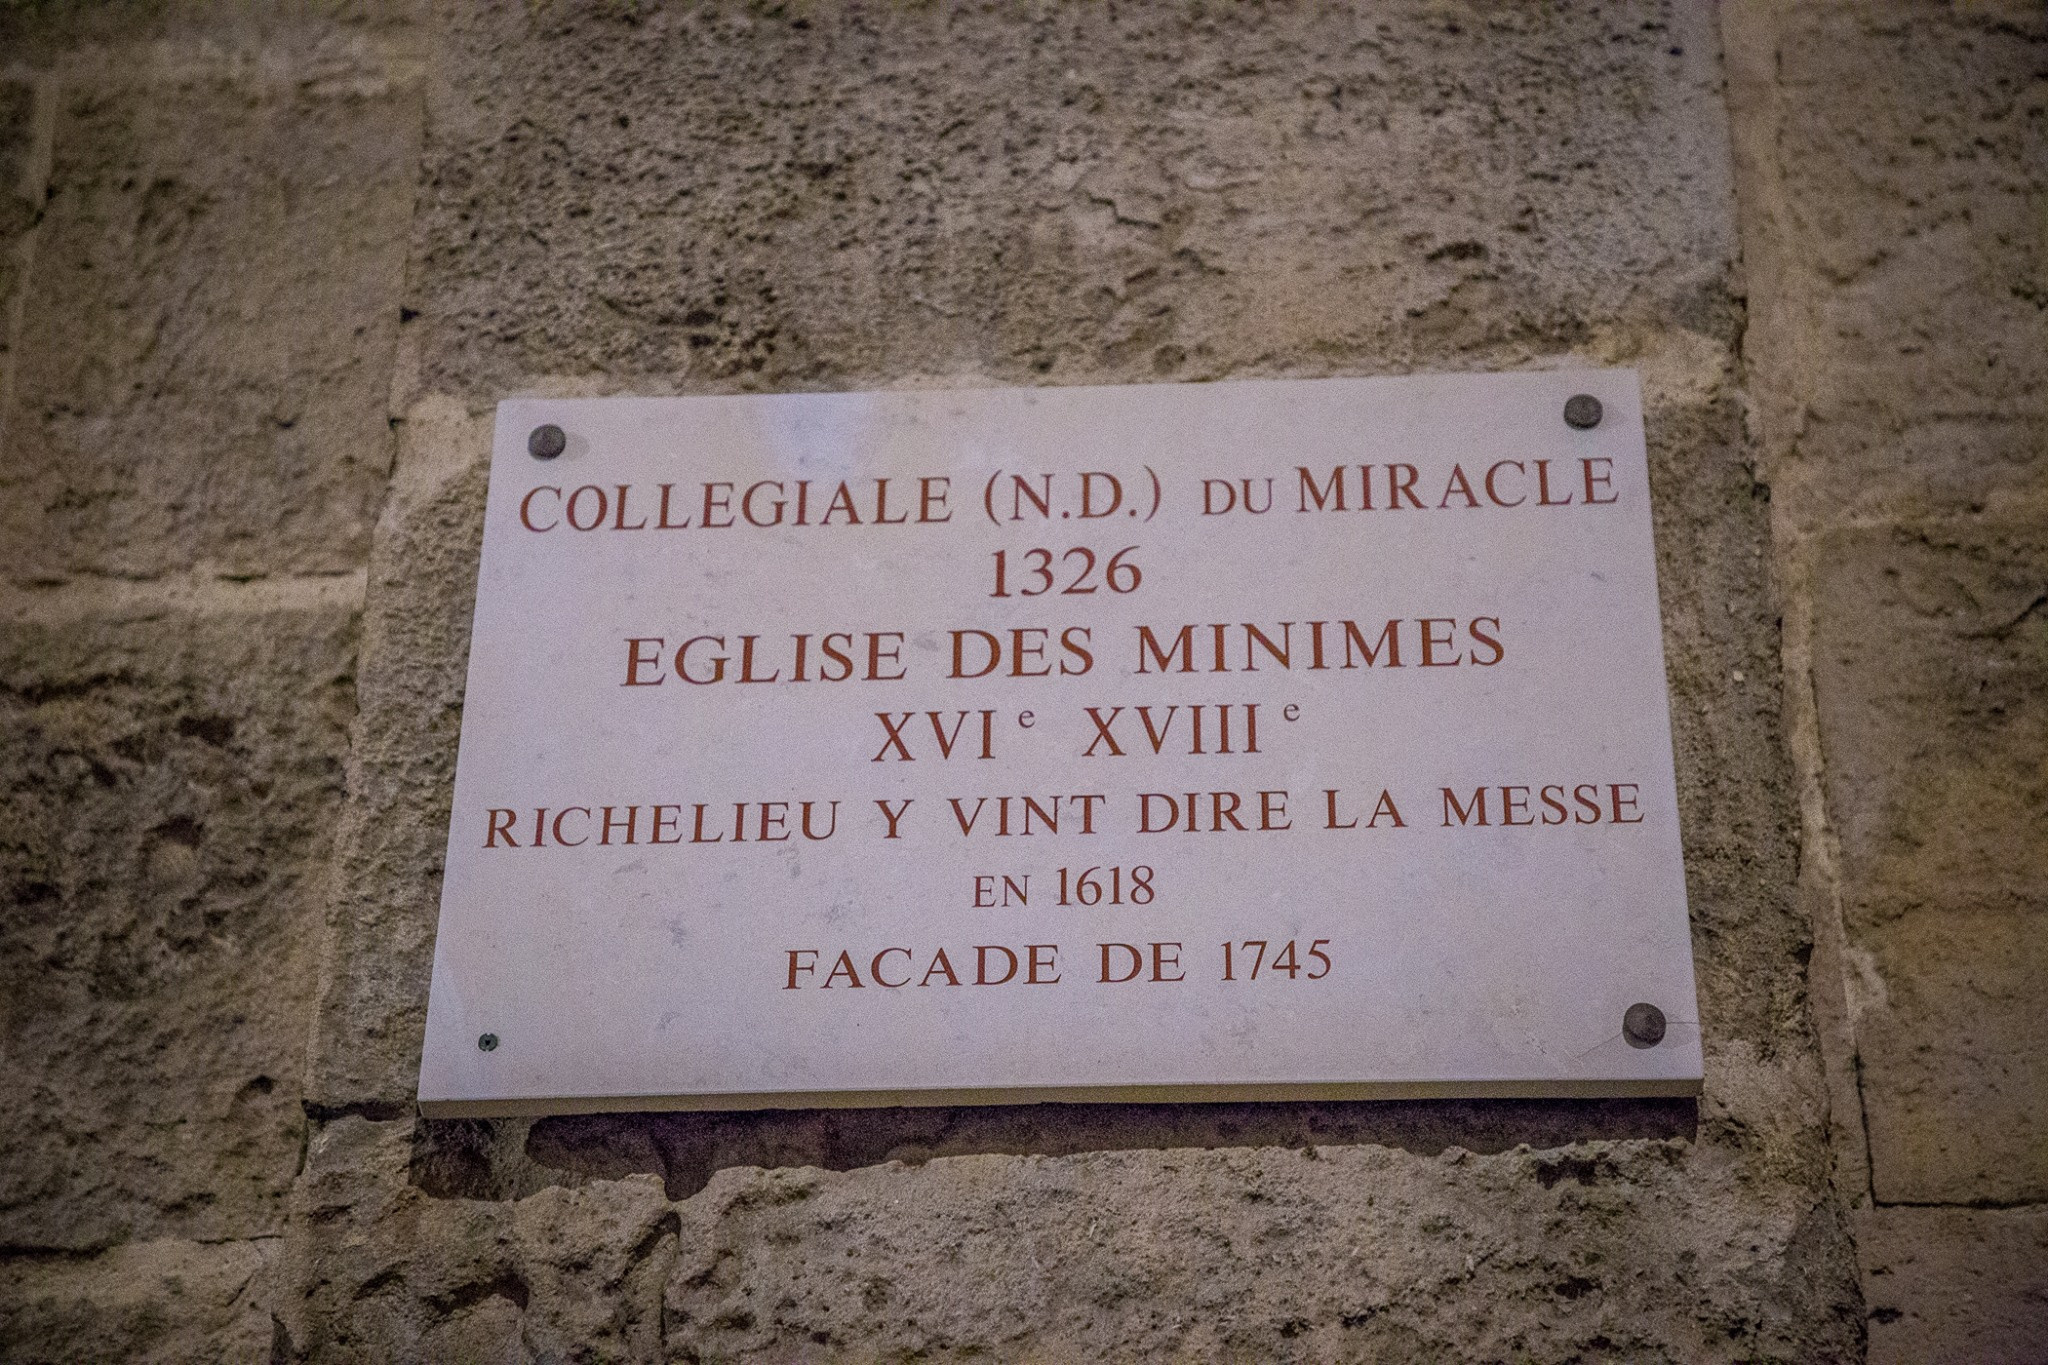 COLLEGIALE (N.D.) DU MIRACLE
1326
EGLISE DES MINIMES
XVIe XVIIIe
RICHELIEU Y VINT DIRE LA MESSE
EN 1618
FACADE DE 1745